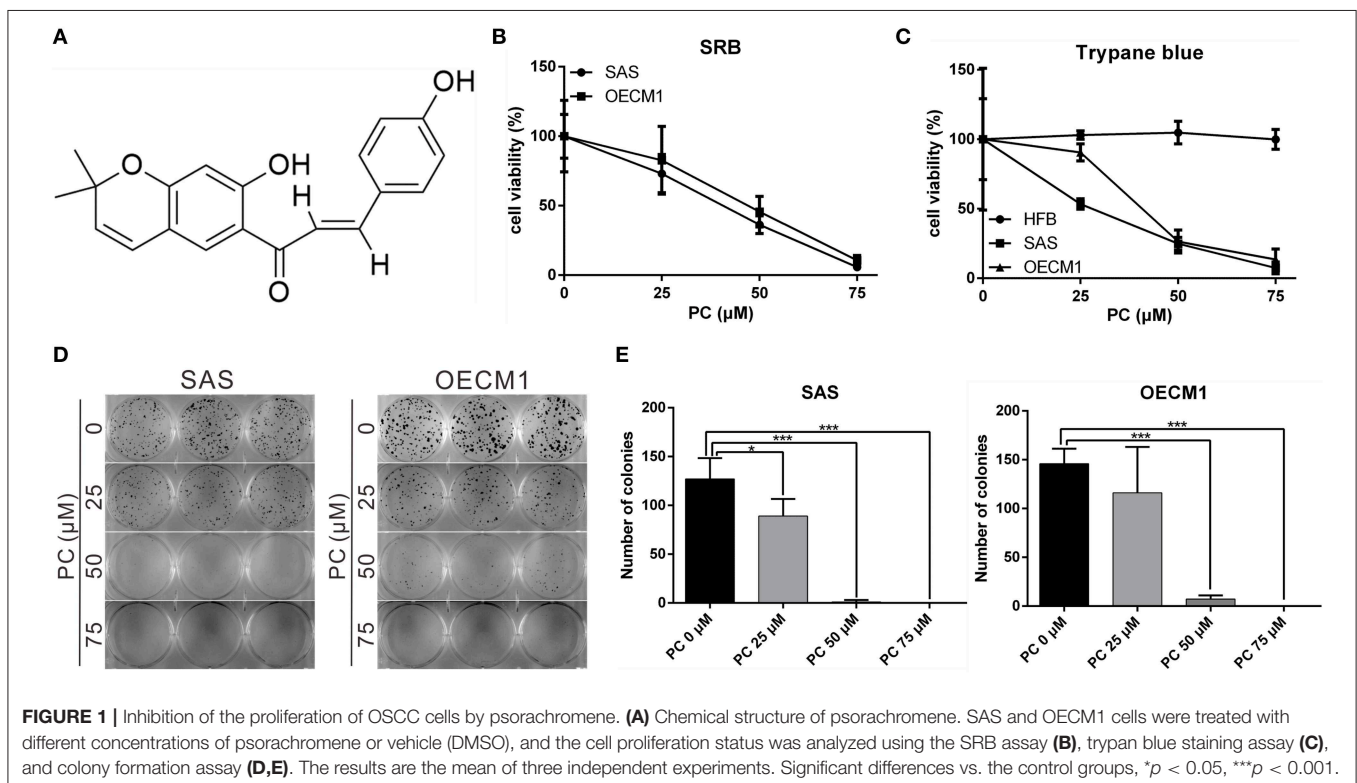 A
OH
O
OH
H
H
O
B
SRB
SAS
OECM1
cell viability (%)
150
100
50
0
0 25 50 75
PC (µM)
C
Trypane blue
cell viability (%)
150
100
50
0
HFB
SAS
OECM1
0 25 50 75
PC (µM)
D
SAS
OECM1
PC (µM)
0
25
50
75
PC (µM)
0
25
50
75
E
SAS
Number of colonies
200
150
100
50
0
***
***
*
PC 0 µM
PC 25 µM
PC 50 µM
PC 75 µM
OECM1
Number of colonies
200
150
100
50
0
***
***
PC 0 µM
PC 25 µM
PC 50 µM
PC 75 µM
FIGURE 1 | Inhibition of the proliferation of OSCC cells by psorachromene. (A) Chemical structure of psorachromene. SAS and OECM1 cells were treated with
different concentrations of psorachromene or vehicle (DMSO), and the cell proliferation status was analyzed using the SRB assay (B), trypan blue staining assay (C),
and colony formation assay (D,E). The results are the mean of three independent experiments. Significant differences vs. the control groups, *p < 0.05, ***p < 0.001.